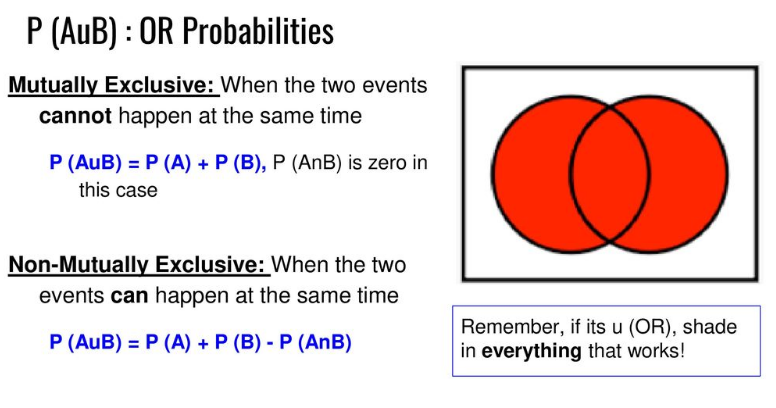 P (AuB) : OR Probabilities
Mutually Exclusive: When the two events
cannot happen at the same time
P (AuB) = P (A) + P (B), P (AnB) is zero in
this case
Non-Mutually Exclusive: When the two
events can happen at the same time
P (AuB) = P (A) + P (B) - P (AnB)
Remember, if its u (OR), shade
in everything that works!